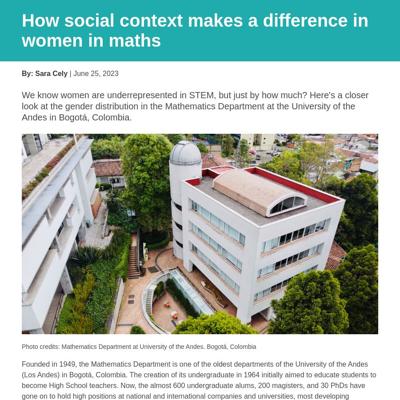 How social context makes a difference in
women in maths
By: Sara Cely | June 25, 2023
We know women are underrepresented in STEM, but just by how much? Here's a closer
look at the gender distribution in the Mathematics Department at the University of the
Andes in Bogotá, Colombia.
Photo credits: Mathematics Department at University of the Andes. Bogotá, Colombia
Founded in 1949, the Mathematics Department is one of the oldest departments of the University of the Andes
(Los Andes) in Bogotá, Colombia. The creation of its undergraduate in 1964 initially aimed to educate students to
become High School teachers. Now, the almost 600 undergraduate alums, 200 magisters, and 30 PhDs have
gone on to hold high positions at national and international companies and universities, most developing